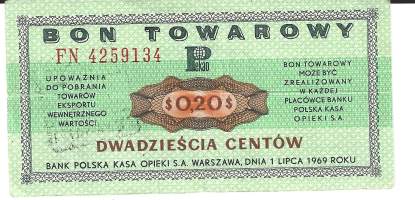 BON TOWAROWY
FN 4259134
PKO
UPOWAŻNIA
DO POBRANIA
TOWARÓW
EKSPORTU
WEWNĘTRZNEGO
WARTOŚCI
$ 0,20 $
BON TOWAROWY
MOŻE BYĆ
ZREALIZOWANY
W KAŻDEJ
PLACÓWCE BANKU
POLSKA KASA
OPIEKI S.A.
DWADZIEŚCIA CENTÓW
BANK POLSKA KASA OPIEKI S.A. WARSZAWA, DNIA 1 LIPCA 1969 ROKU